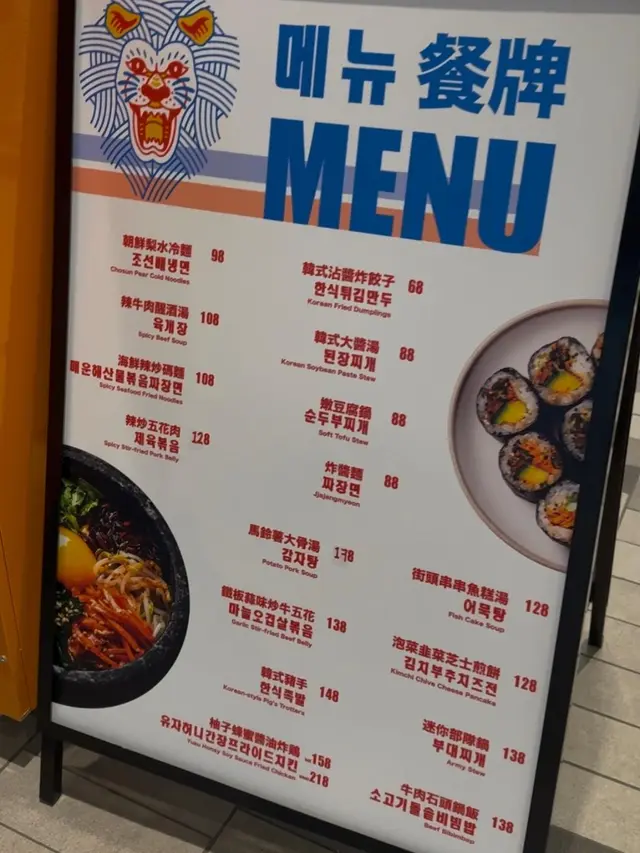 메뉴 餐牌
MENU
朝鮮梨水冷麵 98
조선배냉면
Chosun Pear Cold Noodles
辣牛肉醒酒湯 108
육개장
Spicy Beef Soup
海鮮辣炒碼麵 108
매운해산물볶음짜장면
Spicy Seafood Fried Noodles
辣炒五花肉 128
제육볶음
Spicy Stir-fried Pork Belly
韓式沾醬炸餃子 68
한식튀김만두
Korean Fried Dumplings
韓式大醬湯 88
된장찌개
Korean Soybean Paste Stew
嫩豆腐鍋 88
순두부찌개
Soft Tofu Stew
炸醬麵 88
짜장면
Jjajangmyeon
馬鈴薯大骨湯
감자탕
Potato Pork Soup
鐵板蒜味炒牛五花 138
마늘오겹살볶음
Garlic Stir-fried Beef Belly
韓式豬手 148
한식족발
Korean-style Pig's Trotters
柚子蜂蜜醬油炸鷄
유자허니간장프라이드치킨 158
Yuzu Honey Soy Sauce Fried Chicken 218
街頭串串魚糕湯 128
어묵탕
Fish Cake Soup
泡菜韭菜芝士煎餅 128
김치부추치즈전
Kimchi Chive Cheese Pancake
迷你部隊鍋 138
부대찌개
Army Stew
牛肉石頭鍋飯 138
소고기돌솥비빔밥
Beef Bibimbap